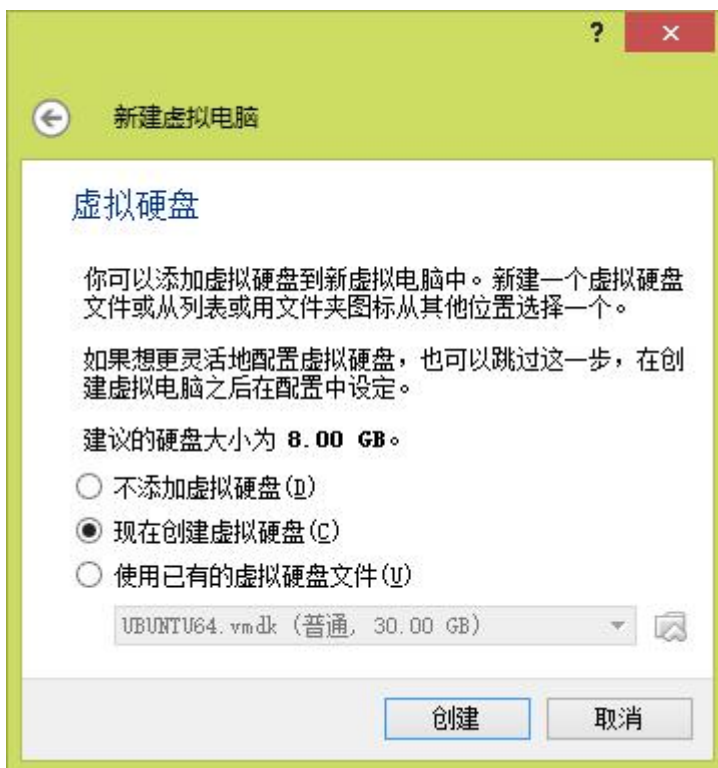 ?
×
新建虚拟电脑
虚拟硬盘
你可以添加虚拟硬盘到新虚拟电脑中。新建一个虚拟硬盘
文件或从列表或用文件夹图标从其他位置选择一个。
如果想更灵活地配置虚拟硬盘，也可以跳过这一步，在创
建虚拟电脑之后在配置中设定。
建议的硬盘大小为 8.00 GB。
不添加虚拟硬盘(D)
现在创建虚拟硬盘(C)
使用已有的虚拟硬盘文件(U)
UBUNTU64.vmdk (普通, 30.00 GB)
创建 取消